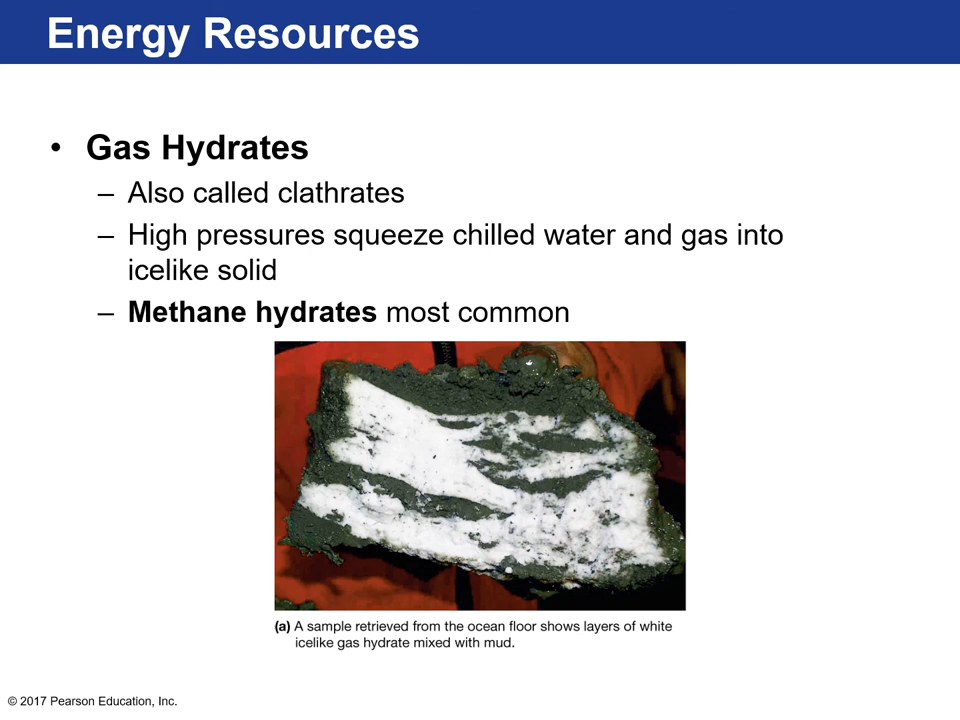 Energy Resources
• Gas Hydrates
– Also called clathrates
– High pressures squeeze chilled water and gas into
icelike solid
– Methane hydrates most common
(a) A sample retrieved from the ocean floor shows layers of white
icelike gas hydrate mixed with mud.
© 2017 Pearson Education, Inc.